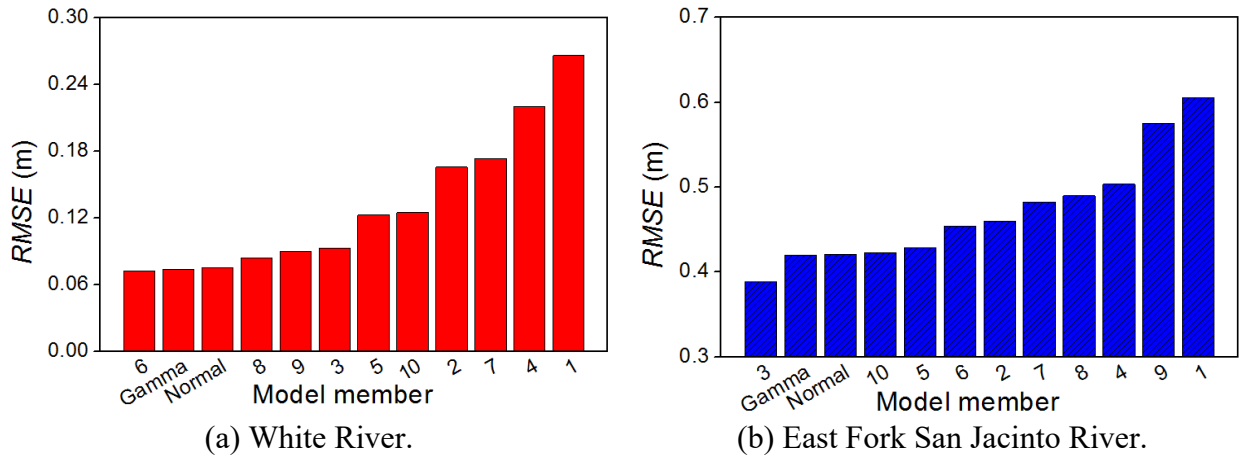 0.30
0.24
0.18
0.12
0.06
0.00
RMSE (m)
6 Gamma Normal 8 9 3 5 10 2 7 4 1
Model member
(a) White River.
0.7
0.6
0.5
0.4
0.3
RMSE (m)
3 Gamma Normal 10 5 6 2 7 8 4 9 1
Model member
(b) East Fork San Jacinto River.